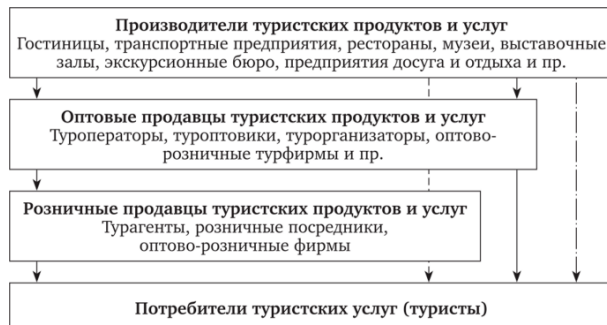 Производители туристских продуктов и услуг
Гостиницы, транспортные предприятия, рестораны, музеи, выставочные
залы, экскурсионные бюро, предприятия досуга и отдыха и пр.
Оптовые продавцы туристских продуктов и услуг
Туроператоры, туроптовики, турорганизаторы, оптово-
розничные турфирмы и пр.
Розничные продавцы туристских продуктов и услуг
Турагенты, розничные посредники,
оптово-розничные фирмы
Потребители туристских услуг (туристы)